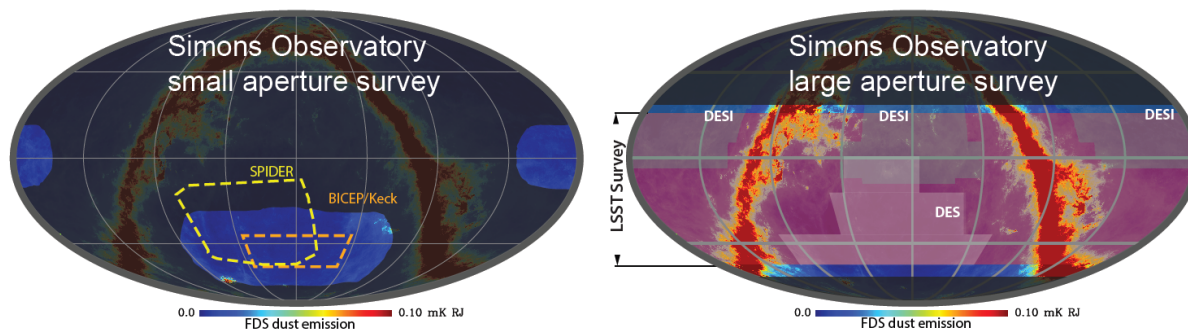 Simons Observatory
small aperture survey
SPIDER
BICEP/Keck
0.0
0.10 mK RJ
FDS dust emission
Simons Observatory
large aperture survey
DESI
DESI
DESI
LSST Survey
DES
0.0
0.10 mK RJ
FDS dust emission